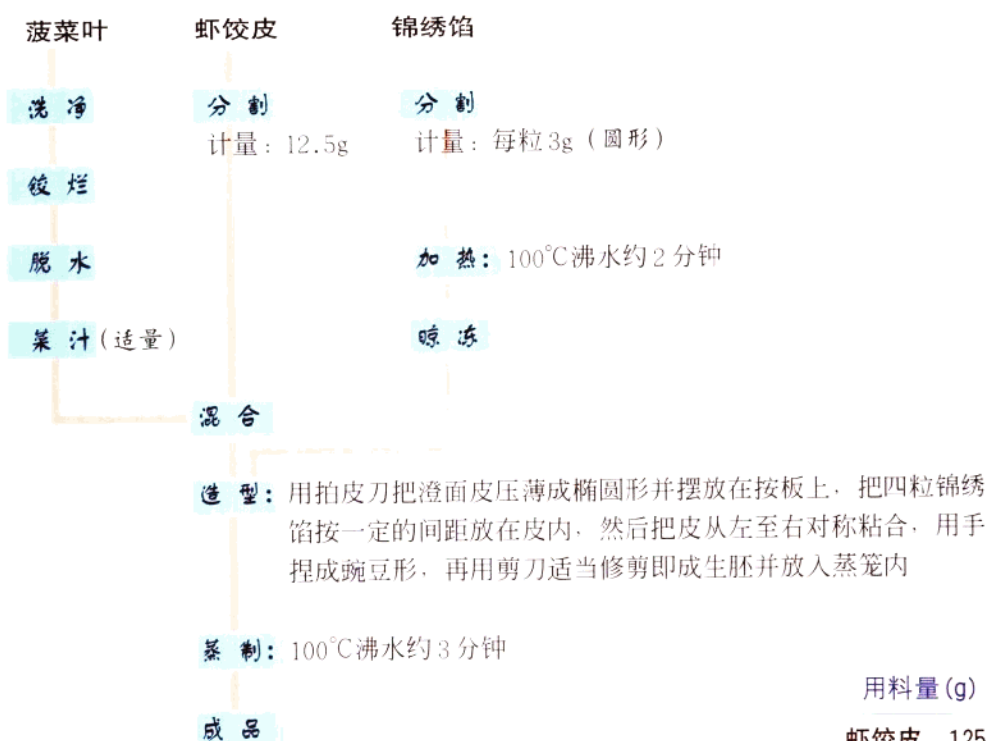 菠菜叶 虾饺皮 锦绣馅
洗净 分割 分割
计量：12.5g 计量：每粒3g（圆形）
铰烂
脱水 加热：100℃沸水约2分钟
菜汁(适量) 晾冻
混合
造型：用拍皮刀把澄面皮压薄成椭圆形并摆放在按板上，把四粒锦绣
馅按一定的间距放在皮内，然后把皮从左至右对称粘合，用手
捏成豌豆形，再用剪刀适当修剪即成生胚并放入蒸笼内
蒸制：100℃沸水约3分钟
用料量(g)
成品
虾饺皮 125